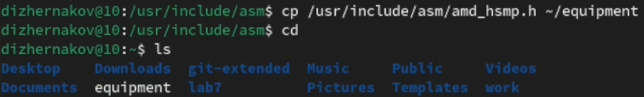 dizhernakov@10:/usr/include/asm$ cp /usr/include/asm/amd_hsmp.h ~/equipment
dizhernakov@10:/usr/include/asm$ cd
dizhernakov@10:~$ ls
Desktop Downloads git-extended Music Public Videos
Documents equipment lab7 Pictures Templates work